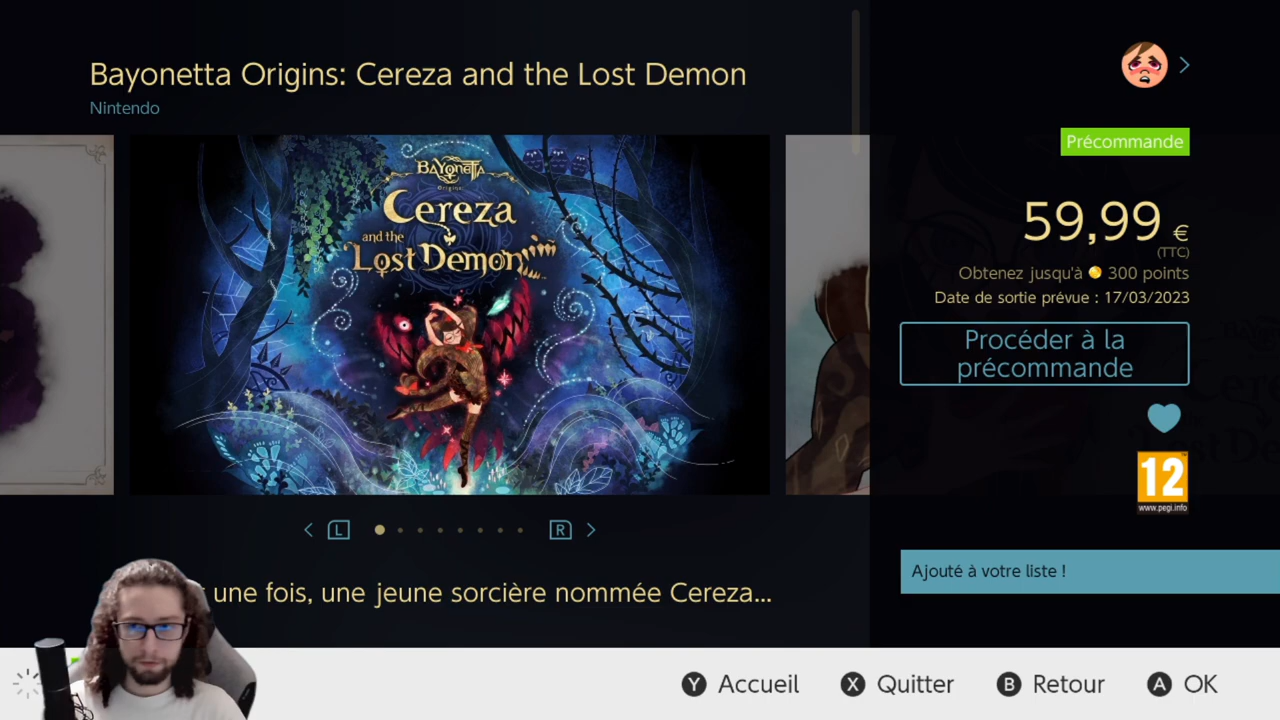 Bayonetta Origins: Cereza and the Lost Demon
Nintendo
BAYONETTA
Origins:
Cereza
and the
Lost Demon
L
R
une fois, une jeune sorcière nommée Cereza...
Précommande
59,99 €
(TTC)
Obtenez jusqu'à 300 points
Date de sortie prévue : 17/03/2023
Procéder à la
précommande
12
www.pegi.info
Ajouté à votre liste !
Y Accueil
X Quitter
B Retour
A OK